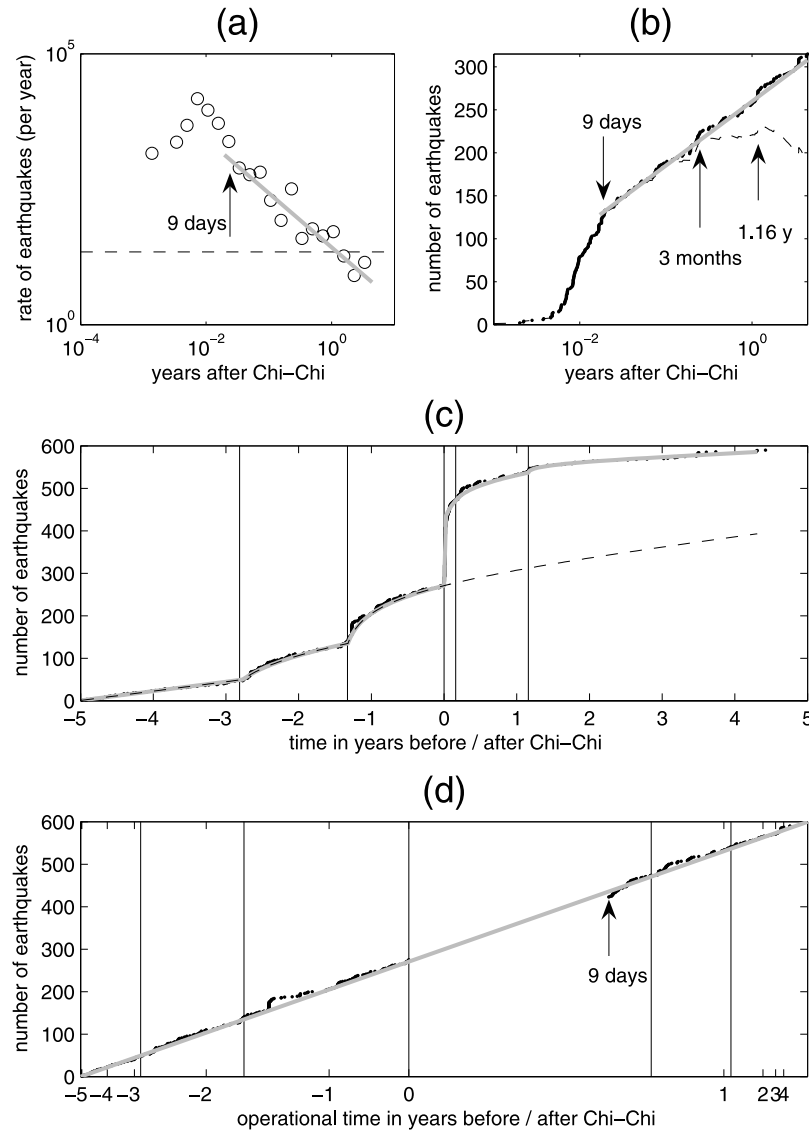 (a)
10^5
10^0
10^−4
10^−2
10^0
rate of earthquakes (per year)
9 days
years after Chi−Chi
(b)
300
250
200
150
100
50
0
10^−2
10^0
number of earthquakes
9 days
3 months
1.16 y
years after Chi−Chi
(c)
600
500
400
300
200
100
0
−5 −4 −3 −2 −1 0 1 2 3 4 5
number of earthquakes
time in years before / after Chi−Chi
(d)
600
500
400
300
200
100
0
−5 −4 −3 −2 −1 0 1 2 3 4
number of earthquakes
9 days
operational time in years before / after Chi−Chi